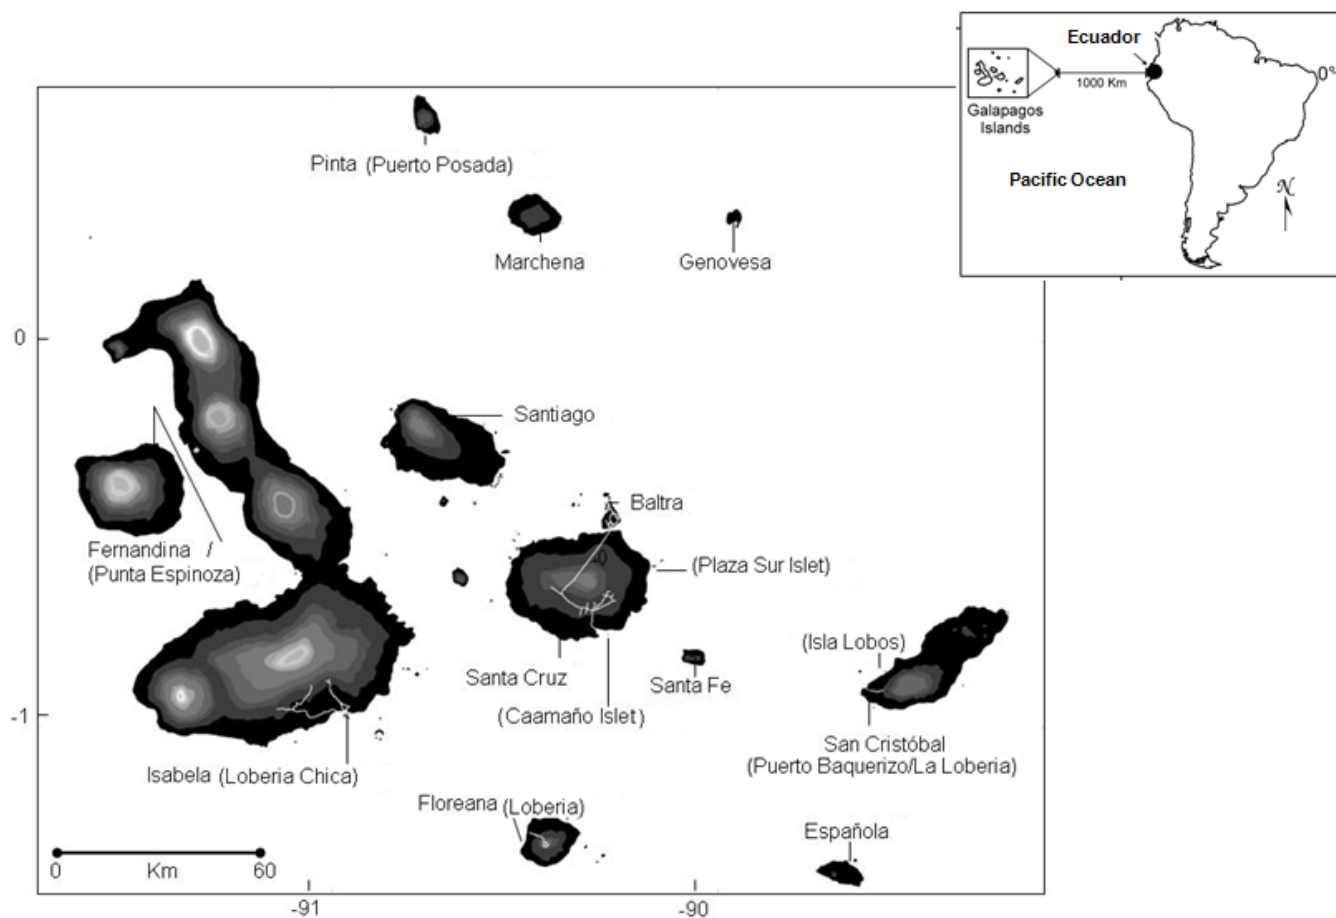 Ecuador
0°
1000 Km
Galapagos
Islands
Pacific Ocean
N
Pinta (Puerto Posada)
Marchena
Genovesa
0
Santiago
Baltra
Fernandina /
(Punta Espinoza)
(Plaza Sur Islet)
(Isla Lobos)
Santa Cruz
Santa Fe
(Caamaño Islet)
-1
San Cristóbal
(Puerto Baquerizo/La Loberia)
Isabela (Loberia Chica)
Floreana (Loberia)
Española
0 Km 60
-91
-90